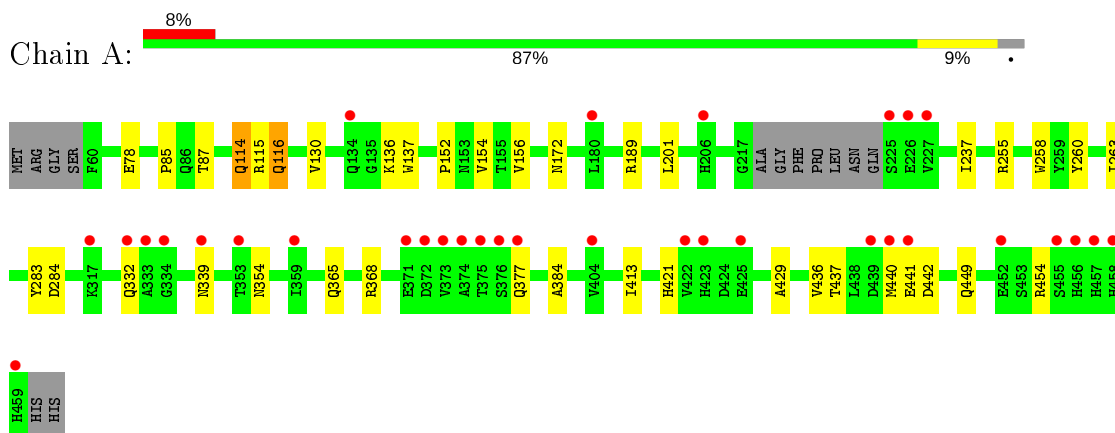 8%
Chain A:
87% 9% •
MET ARG GLY SER F60 E78 P85 Q86 T87 Q114 R115 Q116 V130 Q134 G135 K136 W137 P152 N153 V154 T155 V156 N172 L180 R189 L201 H206 G217 ALA GLY PHE PRO LEU ASN GLN S225 E226 V227 I237 R255 W258 Y259 Y260
Y283 D284 K317 Q332 A333 G334 N339 T353 N354 I359 Q365 R368 E371 D372 V373 A374 T375 S376 Q377 A384 V404 I413 H421 V422 H423 D424 E425 A429 V436 T437 L438 D439 M440 E441 D442 Q449 E452 S453 R454 S455 H456 H457 H458
H459 HIS HIS